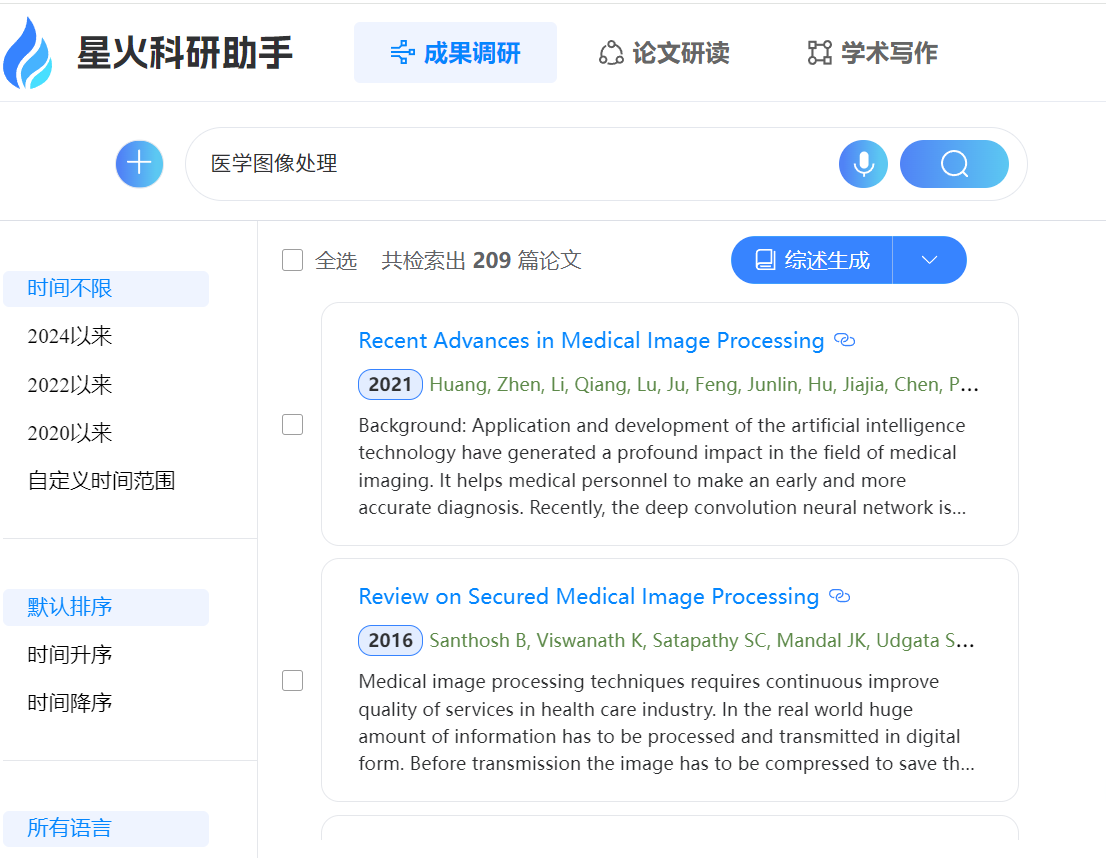 星火科研助手
成果调研
论文研读
学术写作
医学图像处理
时间不限
2024以来
2022以来
2020以来
自定义时间范围
默认排序
时间升序
时间降序
所有语言
全选 共检索出 209 篇论文
综述生成
Recent Advances in Medical Image Processing
2021 Huang, Zhen, Li, Qiang, Lu, Ju, Feng, Junlin, Hu, Jiajia, Chen, P...
Background: Application and development of the artificial intelligence
technology have generated a profound impact in the field of medical
imaging. It helps medical personnel to make an early and more
accurate diagnosis. Recently, the deep convolution neural network is...
Review on Secured Medical Image Processing
2016 Santhosh B, Viswanath K, Satapathy SC, Mandal JK, Udgata S...
Medical image processing techniques requires continuous improve
quality of services in health care industry. In the real world huge
amount of information has to be processed and transmitted in digital
form. Before transmission the image has to be compressed to save th...